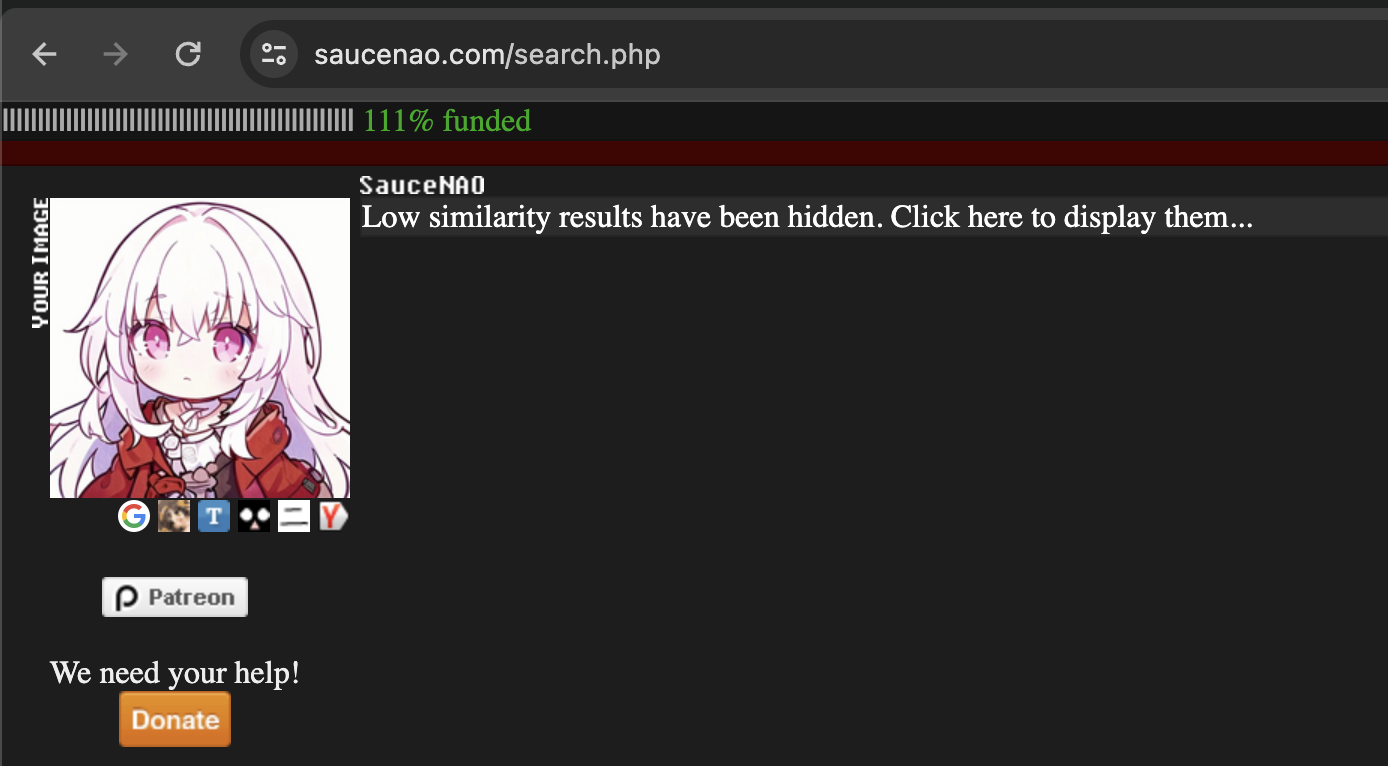 saucenao.com/search.php
111% funded
SauceNAO
YOUR IMAGE
Low similarity results have been hidden. Click here to display them...
G T Y
Patreon
We need your help!
Donate